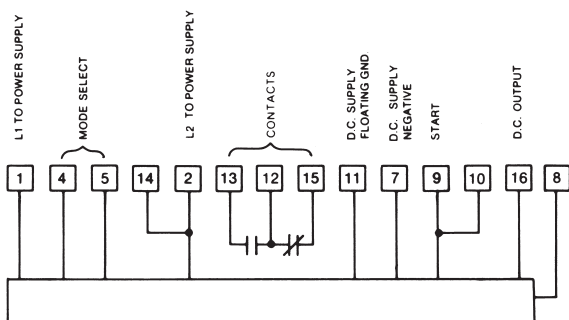 L1 TO POWER SUPPLY
MODE SELECT
L2 TO POWER SUPPLY
CONTACTS
D.C. SUPPLY
FLOATING GND
D.C. SUPPLY
NEGATIVE
START
D.C. OUTPUT
1 4 5 14 2 13 12 15 11 7 9 10 16 8